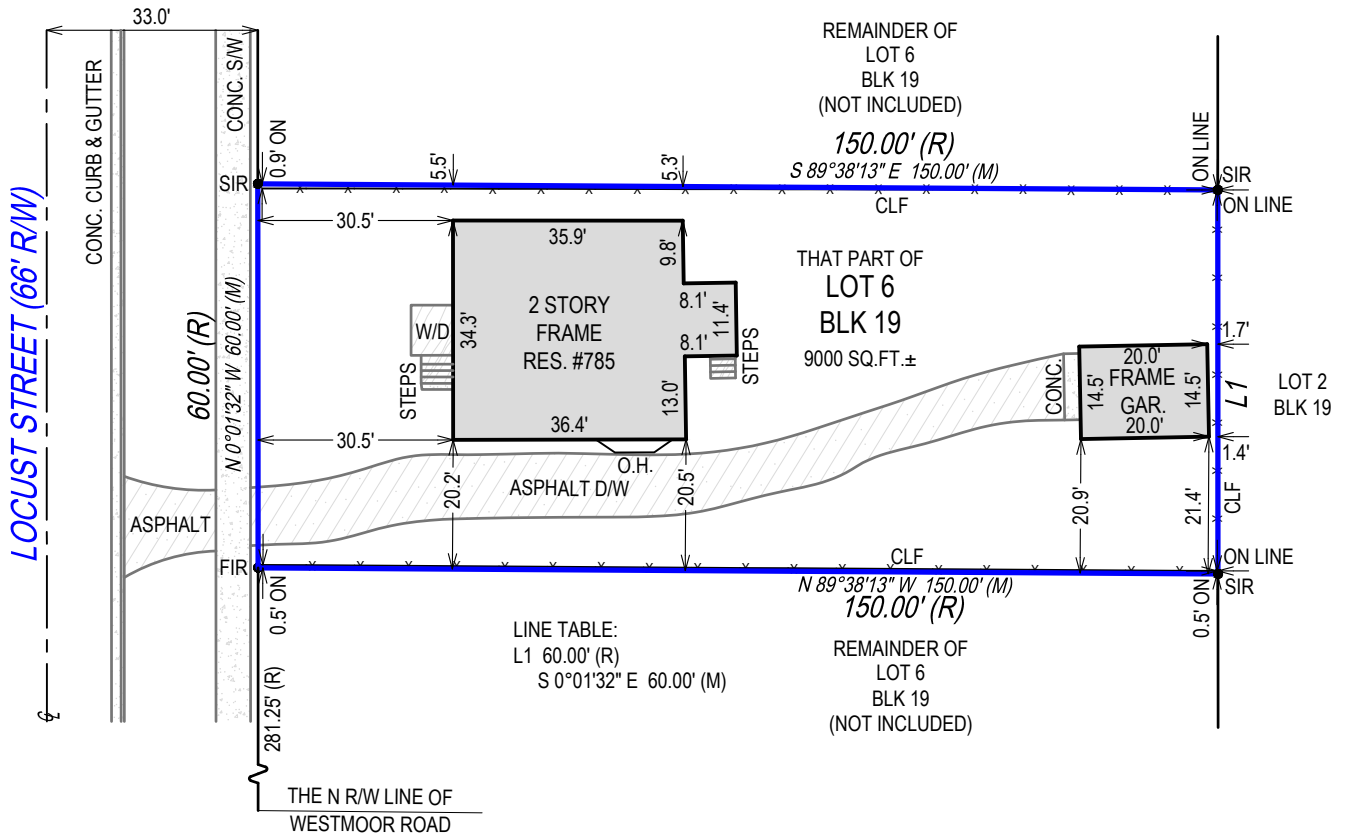 33.0'
CONC. CURB & GUTTER
CONC. S/W
0.9' ON
5.5'
5.3'
REMAINDER OF
LOT 6
BLK 19
(NOT INCLUDED)
150.00' (R)
S 89°38'13" E 150.00' (M)
CLF
ON LINE
SIR
ON LINE
SIR
LOCUST STREET (66' R/W)
60.00' (R)
N 0°01'32" W 60.00' (M)
30.5'
35.9'
9.8'
8.1'
11.4'
8.1'
13.0'
36.4'
34.3'
2 STORY
FRAME
RES. #785
W/D
STEPS
STEPS
30.5'
O.H.
THAT PART OF
LOT 6
BLK 19
9000 SQ.FT.±
CONC.
20.0'
14.5'
FRAME
GAR.
14.5'
20.0'
1.7'
L1
1.4'
CLF
LOT 2
BLK 19
ASPHALT
ASPHALT D/W
20.2'
20.5'
20.9'
21.4'
FIR
0.5' ON
CLF
N 89°38'13" W 150.00' (M)
150.00' (R)
ON LINE
SIR
0.5' ON
LINE TABLE:
L1 60.00' (R)
S 0°01'32" E 60.00' (M)
REMAINDER OF
LOT 6
BLK 19
(NOT INCLUDED)
281.25' (R)
℄
THE N R/W LINE OF
WESTMOOR ROAD